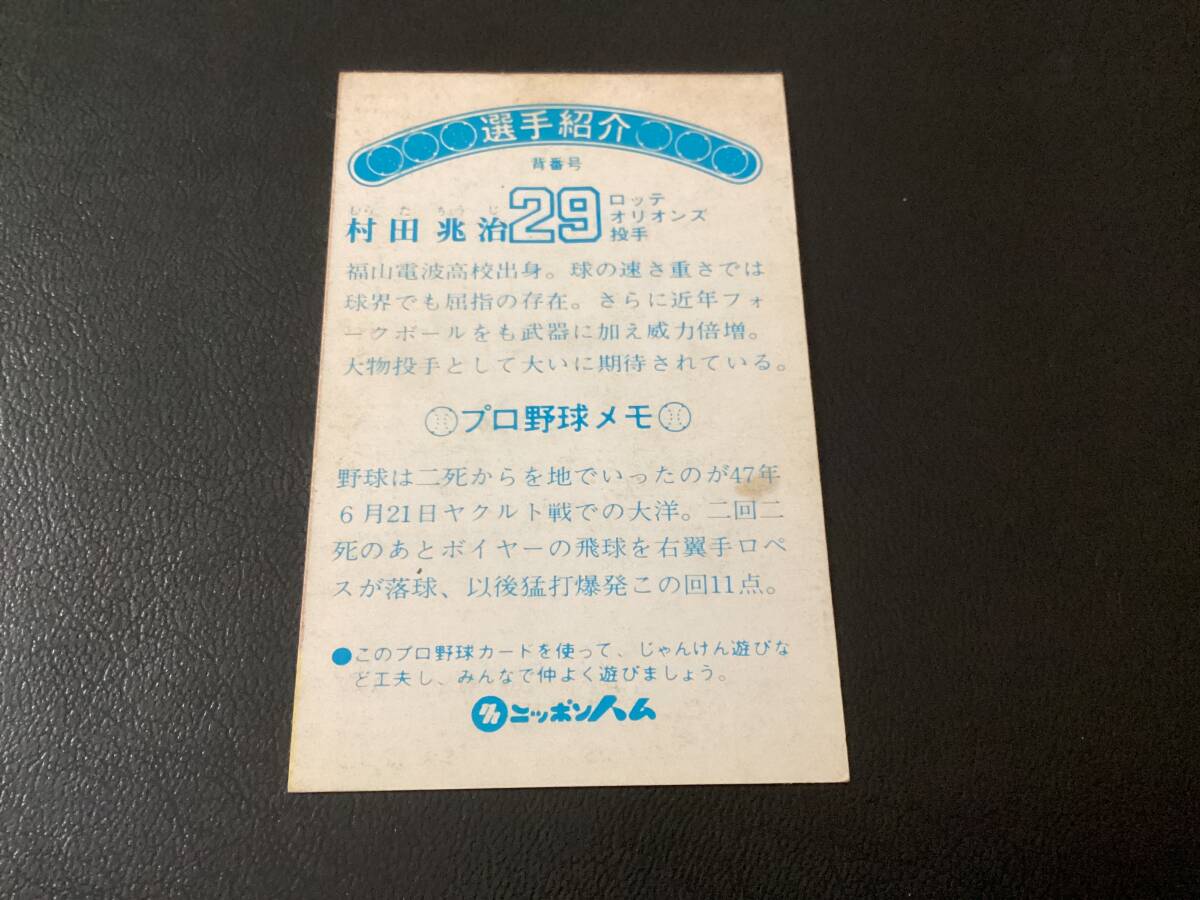 選手紹介
背番号
むら た ちょう じ
村田 兆治 29
ロッテ
オリオンズ
投手
福山電波高校出身。球の速さ重さでは
球界でも屈指の存在。さらに近年フォ
ークボールをも武器に加え威力倍増。
大物投手として大いに期待されている。
プロ野球メモ
野球は二死からを地でいったのが47年
6月21日ヤクルト戦での大洋。二回二
死のあとボイヤーの飛球を右翼手ロペ
スが落球、以後猛打爆発この回11点。
●このプロ野球カードを使って、じゃんけん遊びな
ど工夫し、みんなで仲よく遊びましょう。
ニッポンハム